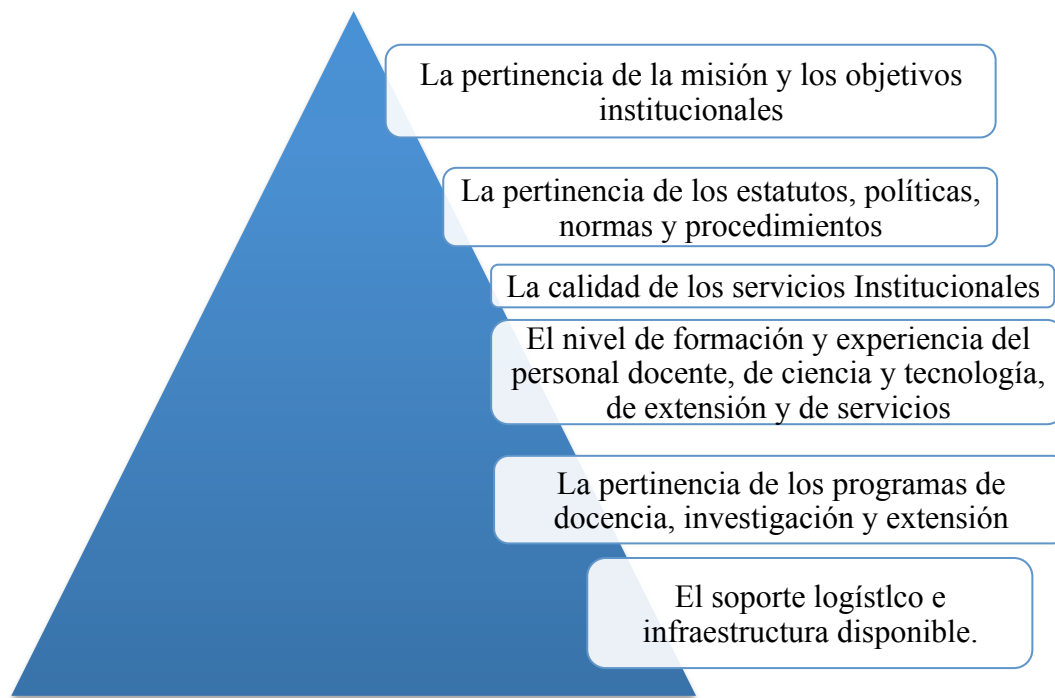 La pertinencia de la misión y los objetivos
institucionales
La pertinencia de los estatutos, políticas,
normas y procedimientos
La calidad de los servicios Institucionales
El nivel de formación y experiencia del
personal docente, de ciencia y tecnología,
de extensión y de servicios
La pertinencia de los programas de
docencia, investigación y extensión
El soporte logístlco e
infraestructura disponible.